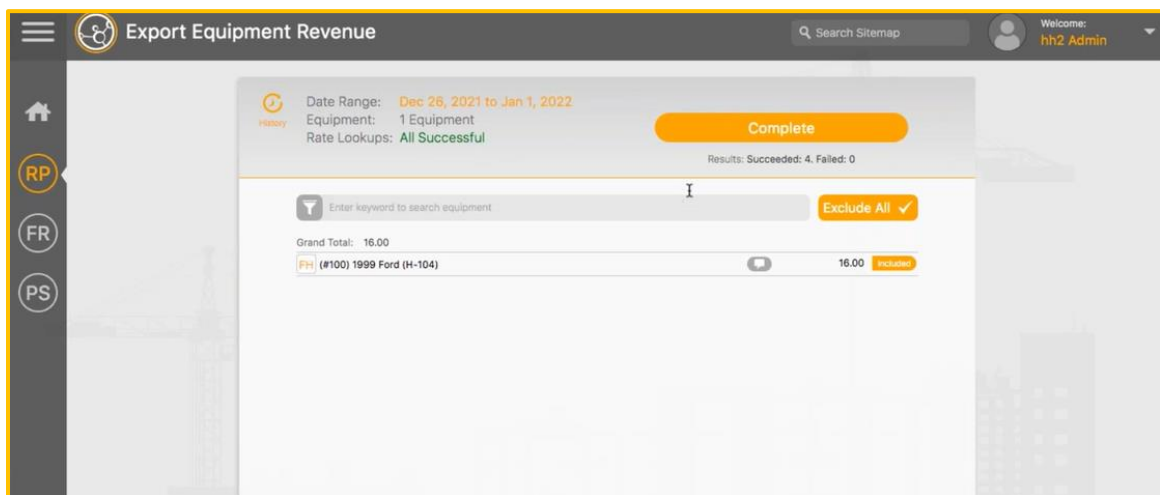 Export Equipment Revenue
Search Sitemap
Welcome:
hh2 Admin
History
Date Range: Dec 26, 2021 to Jan 1, 2022
Equipment: 1 Equipment
Rate Lookups: All Successful
Complete
Results: Succeeded: 4. Failed: 0
RP
FR
PS
Enter keyword to search equipment
Exclude All
Grand Total: 16.00
FH (#100) 1999 Ford (H-104) 16.00 Included